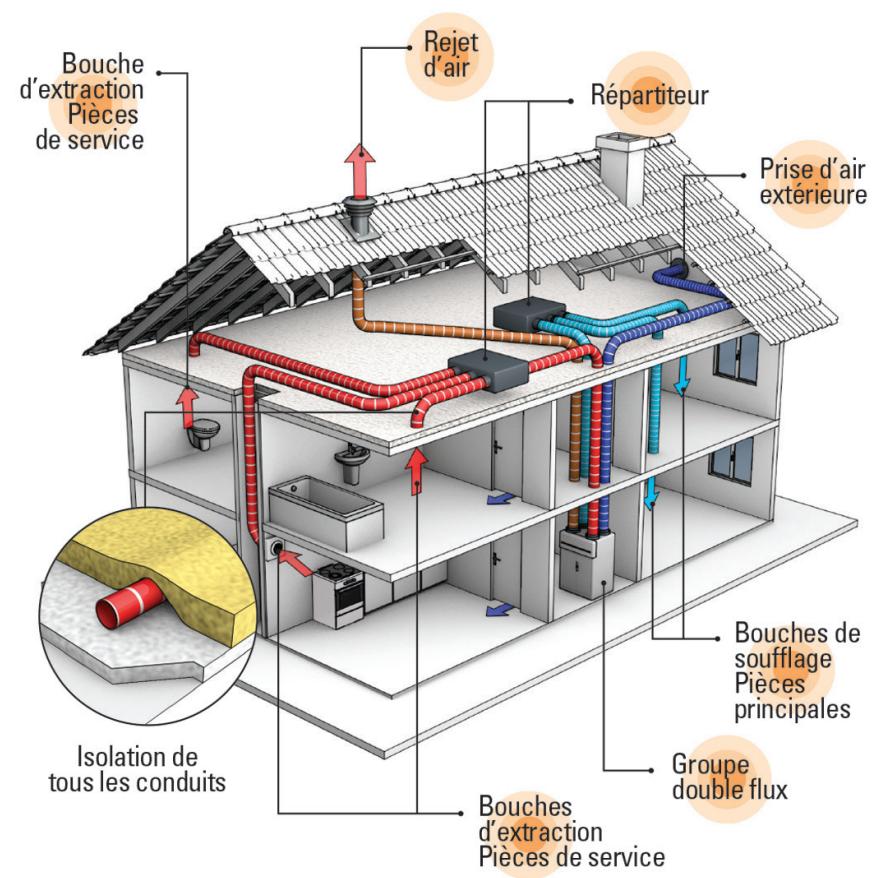 Rejet
d'air
Bouche
d'extraction
Pièces
de service
Répartiteur
Prise d'air
extérieure
Bouches de
soufflage
Pièces
principales
Isolation de
tous les conduits
Groupe
double flux
Bouches
d'extraction
Pièces de service